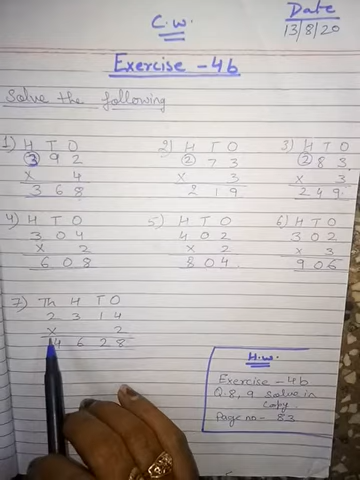 C.W.
Date
13/8/20
Exercise - 4b
Solve the following
1) H T O
3 9 2
x 4
3 6 8
2) H T O
2 7 3
x 3
2 1 9
3) H T O
2 8 3
x 3
2 4 9
4) H T O
3 0 4
x 2
6 0 8
5) H T O
4 0 2
x 2
8 0 4
6) H T O
3 0 2
x 3
9 0 6
7) Th H T O
2 3 1 4
x 2
4 6 2 8
H.W.
Exercise - 4b
Q.8, 9 Solve in
Copy.
Page no - 83